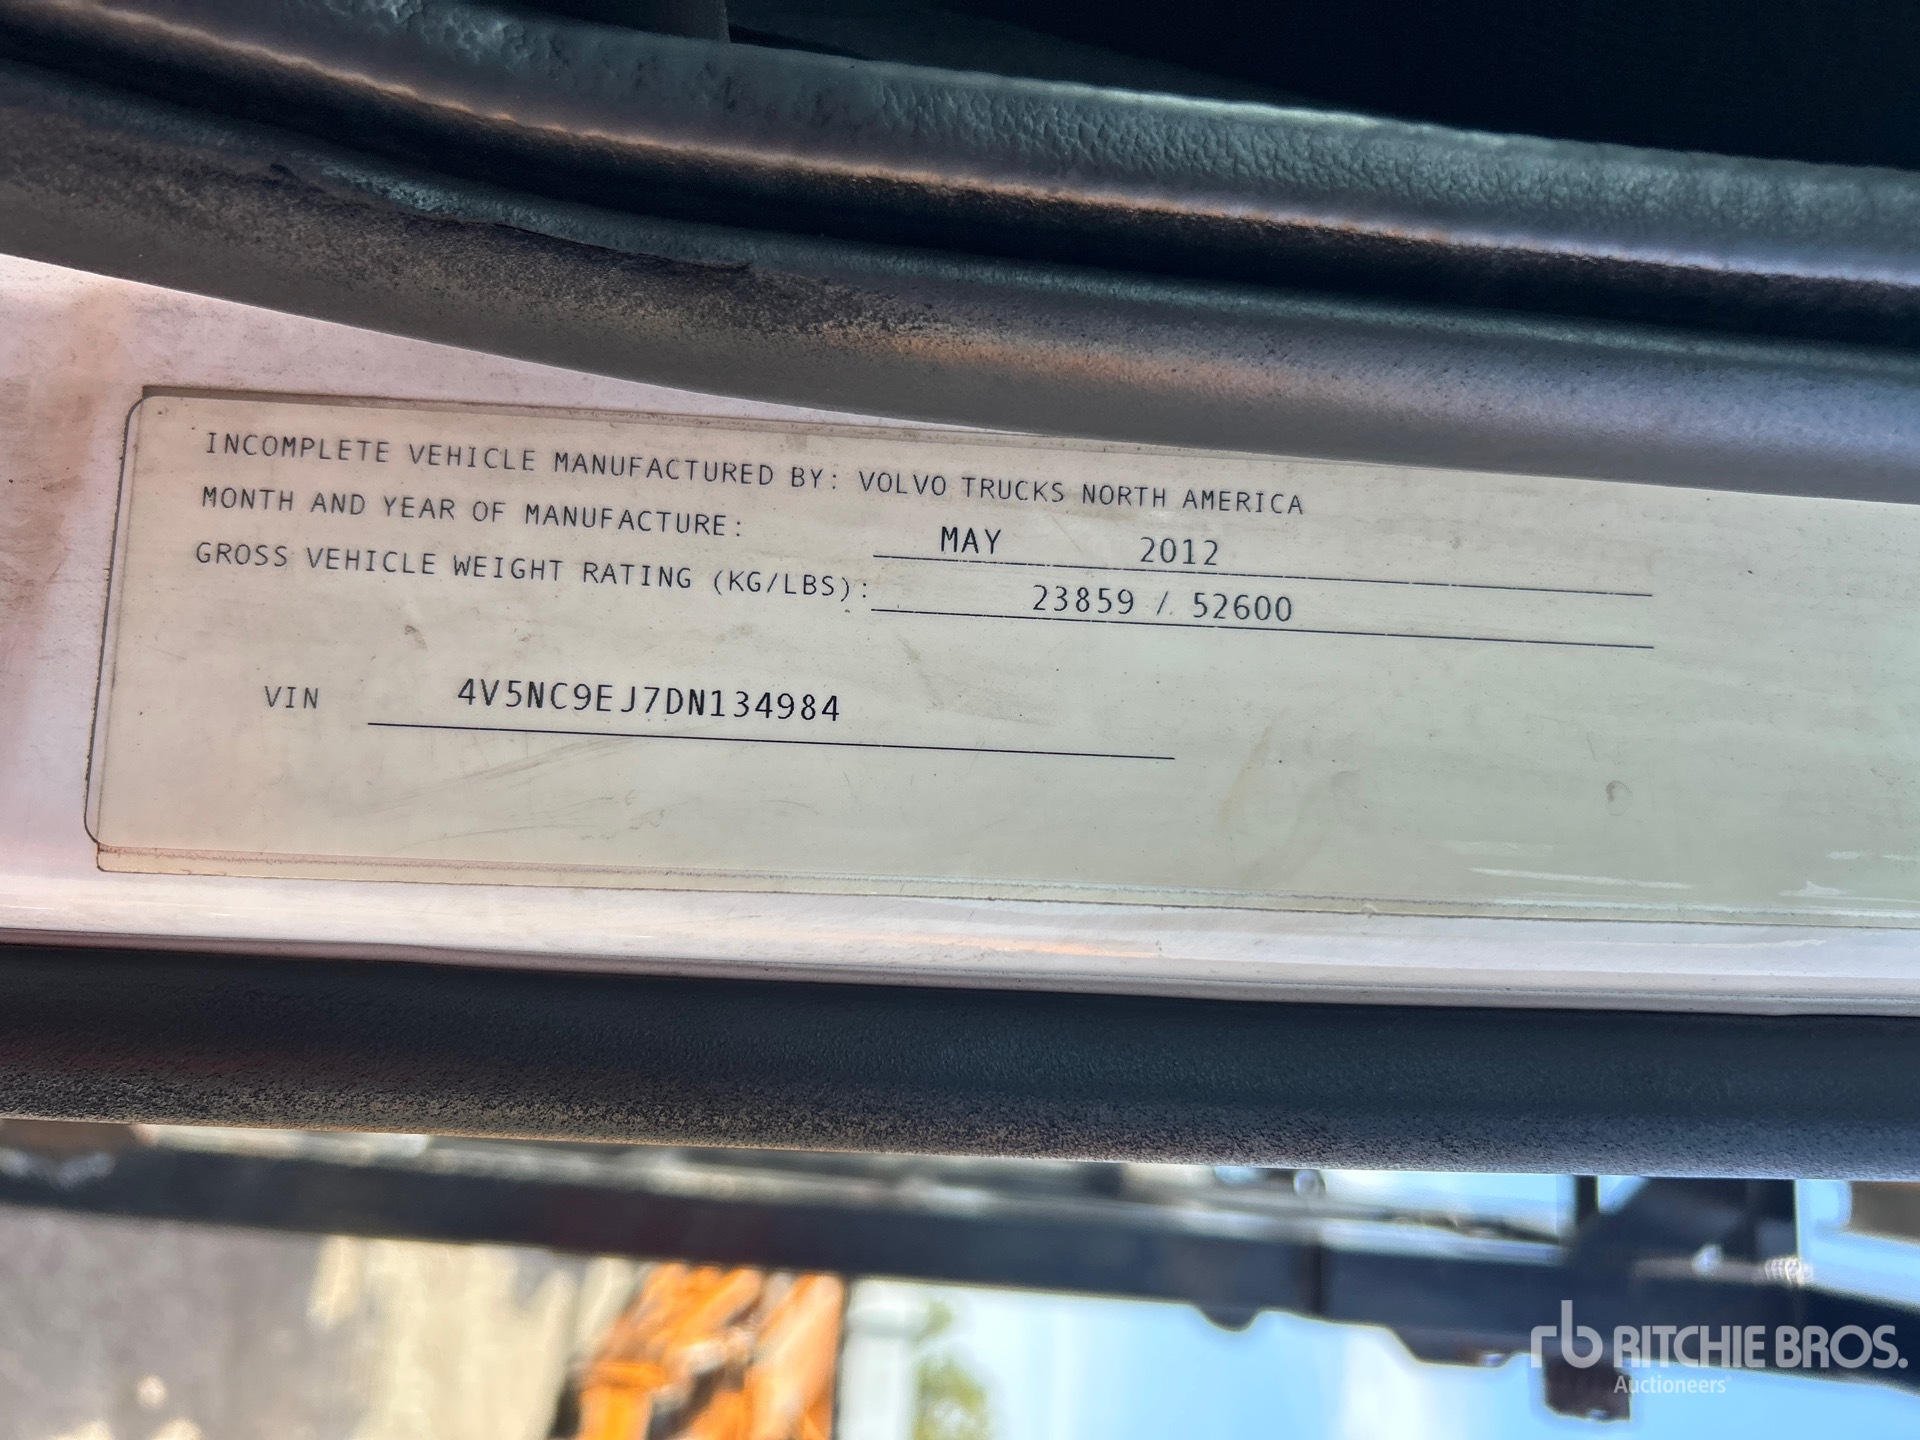 INCOMPLETE VEHICLE MANUFACTURED BY: VOLVO TRUCKS NORTH AMERICA
MONTH AND YEAR OF MANUFACTURE: MAY 2012
GROSS VEHICLE WEIGHT RATING (KG/LBS): 23859 / 52600
VIN 4V5NC9EJ7DN134984
rb RITCHIE BROS.
Auctioneers